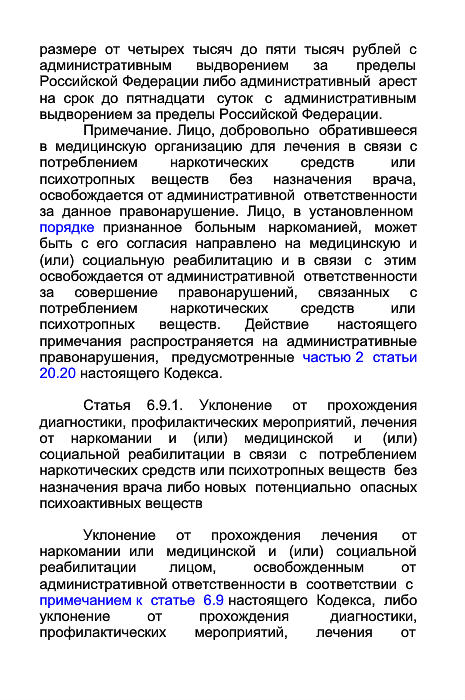 размере от четырех тысяч до пяти тысяч рублей с
административным выдворением за пределы
Российской Федерации либо административный арест
на срок до пятнадцати суток с административным
выдворением за пределы Российской Федерации.
Примечание. Лицо, добровольно обратившееся
в медицинскую организацию для лечения в связи с
потреблением наркотических средств или
психотропных веществ без назначения врача,
освобождается от административной ответственности
за данное правонарушение. Лицо, в установленном
порядке признанное больным наркоманией, может
быть с его согласия направлено на медицинскую и
(или) социальную реабилитацию и в связи с этим
освобождается от административной ответственности
за совершение правонарушений, связанных с
потреблением наркотических средств или
психотропных веществ. Действие настоящего
примечания распространяется на административные
правонарушения, предусмотренные частью 2 статьи
20.20 настоящего Кодекса.
Статья 6.9.1. Уклонение от прохождения
диагностики, профилактических мероприятий, лечения
от наркомании и (или) медицинской и (или)
социальной реабилитации в связи с потреблением
наркотических средств или психотропных веществ без
назначения врача либо новых потенциально опасных
психоактивных веществ
Уклонение от прохождения лечения от
наркомании или медицинской и (или) социальной
реабилитации лицом, освобожденным от
административной ответственности в соответствии с
примечанием к статье 6.9 настоящего Кодекса, либо
уклонение от прохождения диагностики,
профилактических мероприятий, лечения от